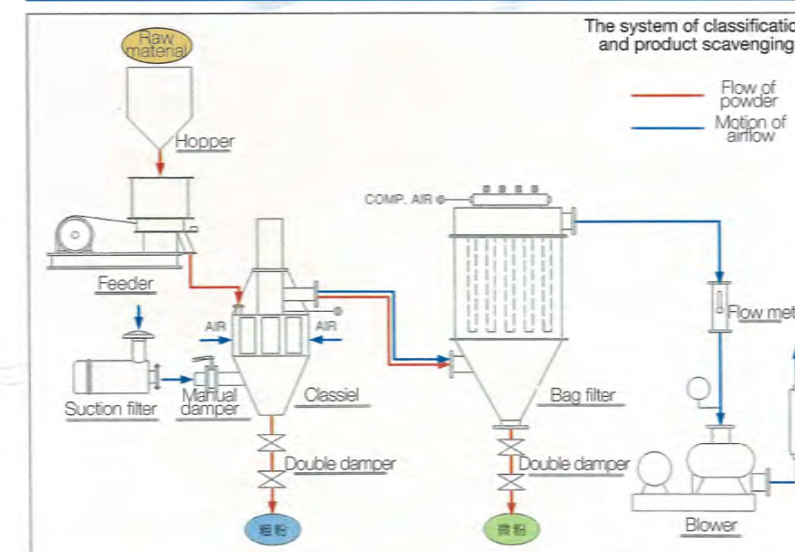 The system of classificatio
and product scavenging
Flow of
powder
Motion of
airflow
Raw
material
Hopper
COMP. AIR
Feeder
AIR
AIR
Flow met
Suction filter
Manual
damper
Classiel
Bag filter
Double damper
Double damper
粗粉
微粉
Blower